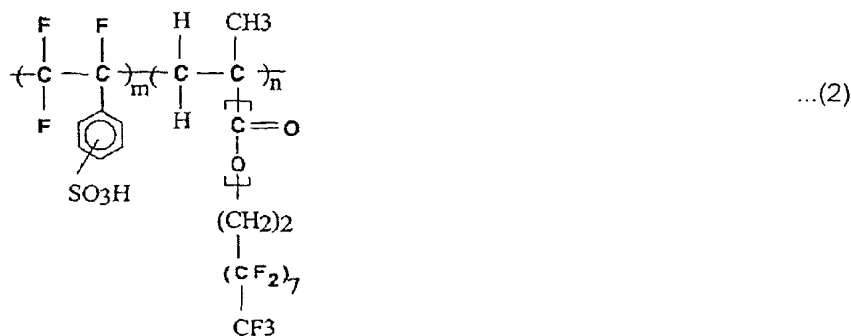 F F H CH3
( C C )m( C C )n
F H C=O ...(2)
O
SO3H
(CH2)2
(CF2)7
CF3